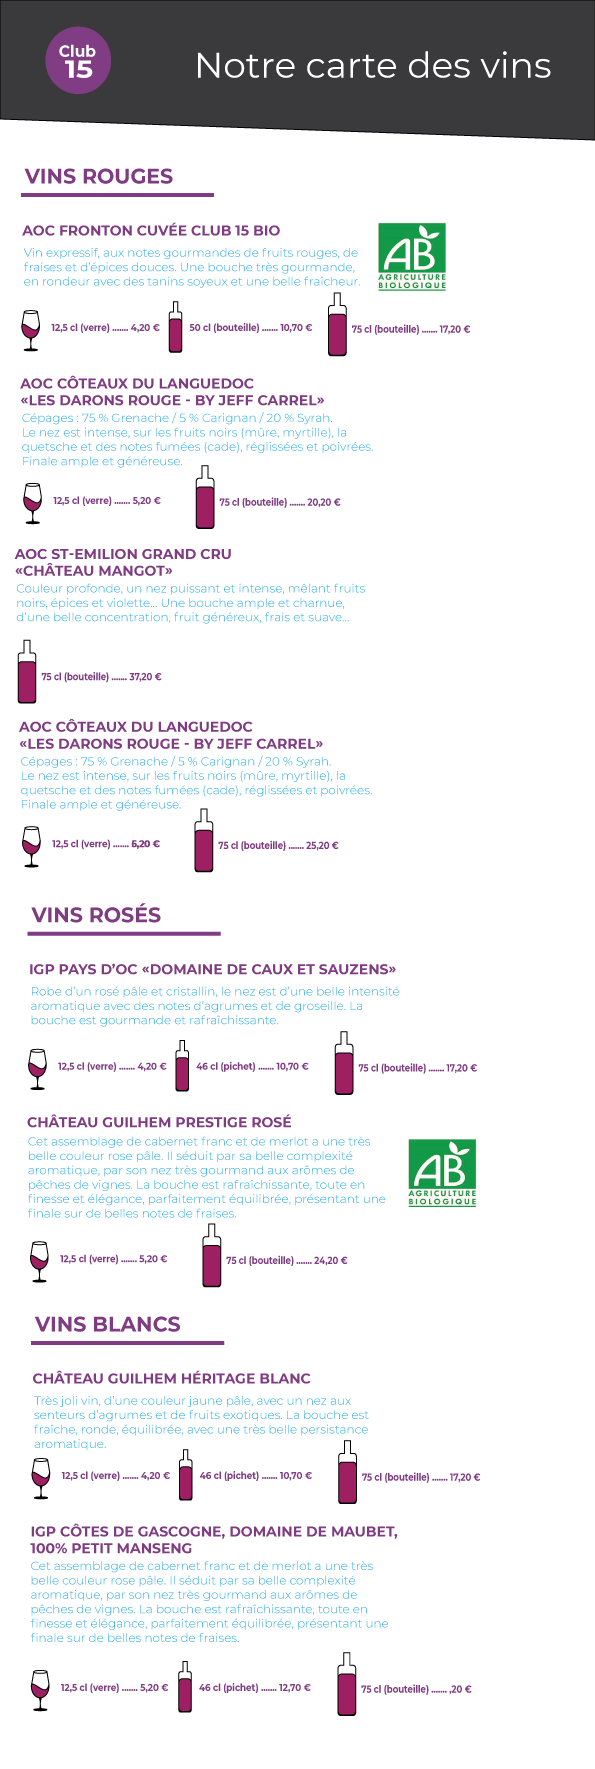 Club
15
Notre carte des vins
VINS ROUGES
AOC FRONTON CUVÉE CLUB 15 BIO
Vin expressif, aux notes gourmandes de fruits rouges, de
fraises et d'épices douces. Une bouche très gourmande,
en rondeur avec des tanins soyeux et une belle fraîcheur.
AB
AGRICULTURE
BIOLOGIQUE
12,5 cl (verre) ....... 4,20 €
50 cl (bouteille) ....... 10,70 €
75 cl (bouteille) ....... 17,20 €
AOC CÔTEAUX DU LANGUEDOC
«LES DARONS ROUGE - BY JEFF CARREL»
Cépages : 75 % Grenache / 5 % Carignan / 20 % Syrah.
Le nez est intense, sur les fruits noirs (mûre, myrtille), la
quetsche et des notes fumées (cade), réglissées et poivrées.
Finale ample et généreuse.
12,5 cl (verre) ....... 5,20 €
75 cl (bouteille) ....... 20,20 €
AOC ST-EMILION GRAND CRU
«CHÂTEAU MANGOT»
Couleur profonde, un nez puissant et intense, mêlant fruits
noirs, épices et violette... Une bouche ample et charnue,
d'une belle concentration, fruit généreux, frais et suave...
75 cl (bouteille) ....... 37,20 €
AOC CÔTEAUX DU LANGUEDOC
«LES DARONS ROUGE - BY JEFF CARREL»
Cépages : 75 % Grenache / 5 % Carignan / 20 % Syrah.
Le nez est intense, sur les fruits noirs (mûre, myrtille), la
quetsche et des notes fumées (cade), réglissées et poivrées.
Finale ample et généreuse.
12,5 cl (verre) ....... 6,20 €
75 cl (bouteille) ....... 25,20 €
VINS ROSÉS
IGP PAYS D'OC «DOMAINE DE CAUX ET SAUZENS»
Robe d'un rosé pâle et cristallin, le nez est d'une belle intensité
aromatique avec des notes d'agrumes et de groseille. La
bouche est gourmande et rafraîchissante.
12,5 cl (verre) ....... 4,20 €
46 cl (pichet) ....... 10,70 €
75 cl (bouteille) ....... 17,20 €
CHÂTEAU GUILHEM PRESTIGE ROSÉ
Cet assemblage de cabernet franc et de merlot a une très
belle couleur rose pâle. Il séduit par sa belle complexité
aromatique, par son nez très gourmand aux arômes de
pêches de vignes. La bouche est rafraîchissante, toute en
finesse et élégance, parfaitement équilibrée, présentant une
finale sur de belles notes de fraises.
AB
AGRICULTURE
BIOLOGIQUE
12,5 cl (verre) ....... 5,20 €
75 cl (bouteille) ....... 24,20 €
VINS BLANCS
CHÂTEAU GUILHEM HÉRITAGE BLANC
Très joli vin, d'une couleur jaune pâle, avec un nez aux
senteurs d'agrumes et de fruits exotiques. La bouche est
fraîche, ronde, équilibrée, avec une très belle persistance
aromatique.
12,5 cl (verre) ....... 4,20 €
46 cl (pichet) ....... 10,70 €
75 cl (bouteille) ....... 17,20 €
IGP CÔTES DE GASCOGNE, DOMAINE DE MAUBET,
100% PETIT MANSENG
Cet assemblage de cabernet franc et de merlot a une très
belle couleur rose pâle. Il séduit par sa belle complexité
aromatique, par son nez très gourmand aux arômes de
pêches de vignes. La bouche est rafraîchissante, toute en
finesse et élégance, parfaitement équilibrée, présentant une
finale sur de belles notes de fraises.
12,5 cl (verre) ....... 5,20 €
46 cl (pichet) ....... 12,70 €
75 cl (bouteille) ....... ,20 €